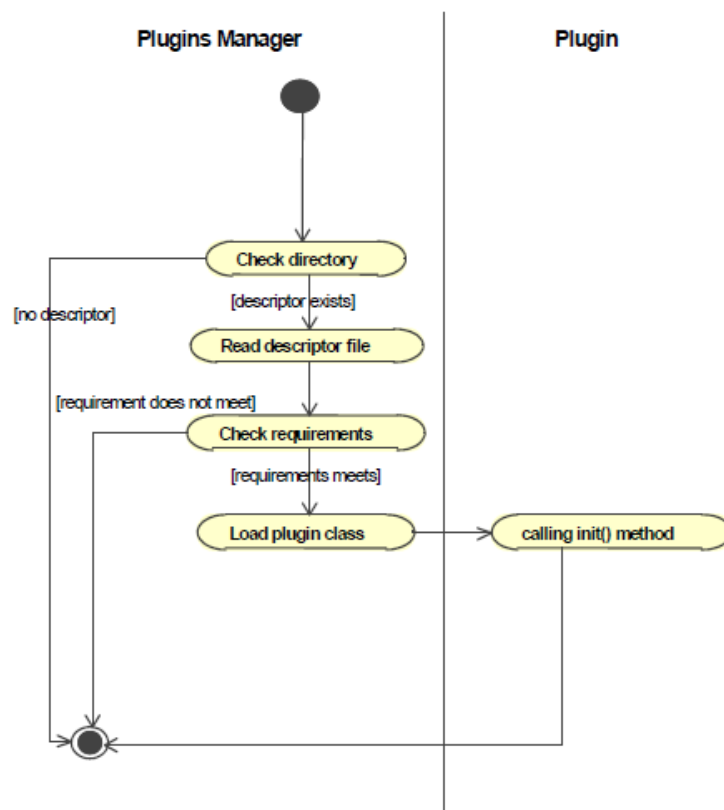 Plugins Manager
Plugin
Check directory
[descriptor exists]
[no descriptor]
Read descriptor file
[requirement does not meet]
Check requirements
[requirements meets]
Load plugin class
calling init() method